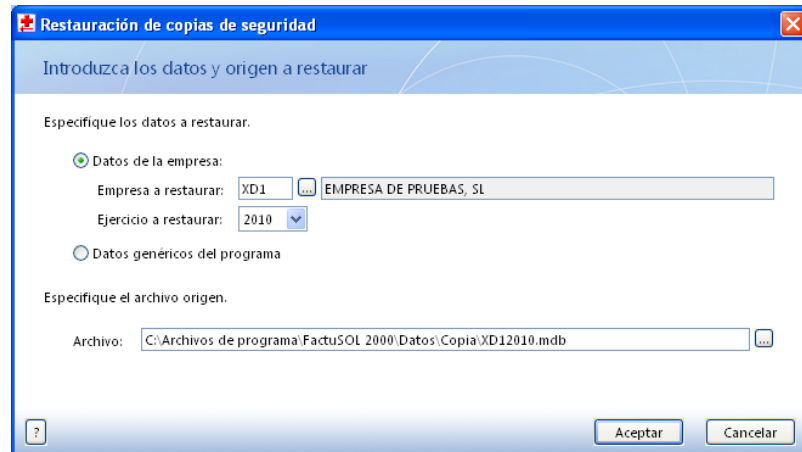 Restauración de copias de seguridad
Introduzca los datos y origen a restaurar
Especifíque los datos a restaurar.
Datos de la empresa:
Empresa a restaurar: XD1 ... EMPRESA DE PRUEBAS, SL
Ejercicio a restaurar: 2010
Datos genéricos del programa
Especifique el archivo origen.
Archivo: C:\Archivos de programa\FactuSOL 2000\Datos\Copia\XD12010.mdb ...
? Aceptar Cancelar